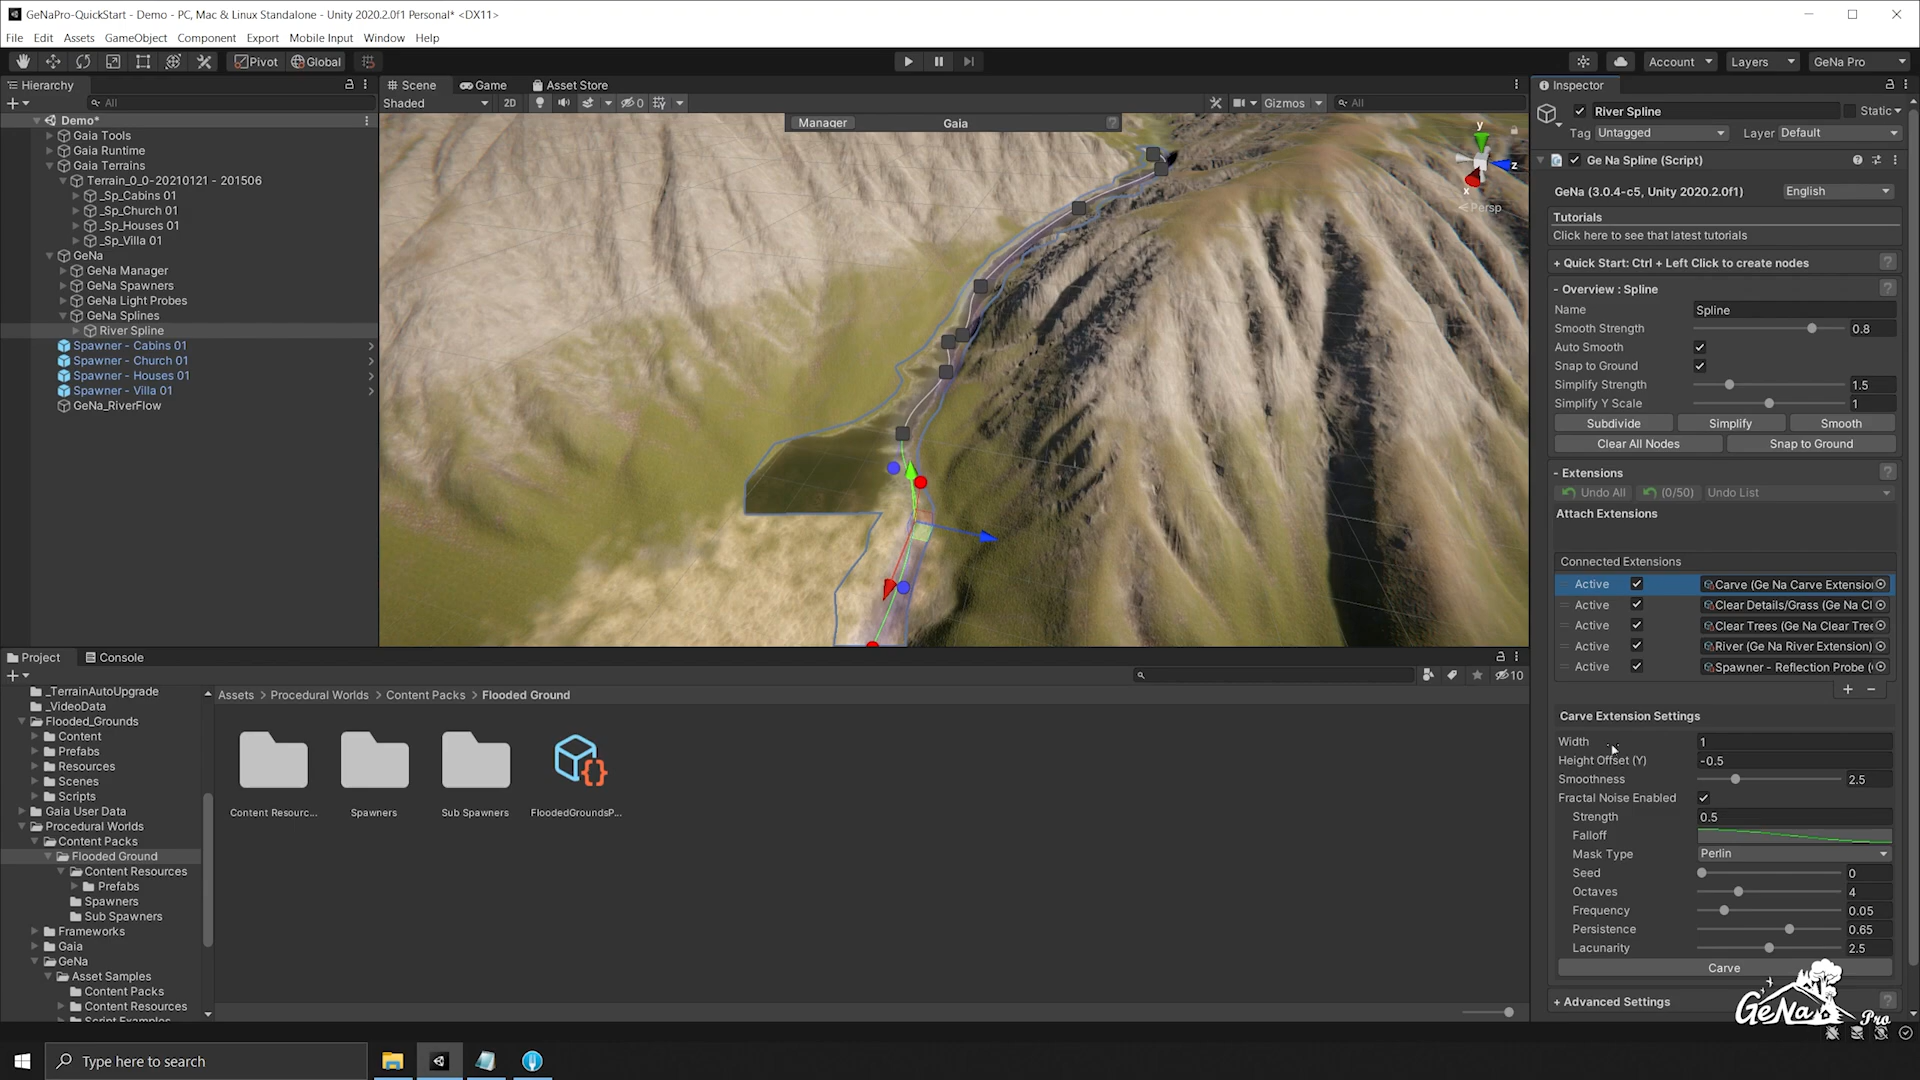 GeNaPro-QuickStart - Demo - PC, Mac & Linux Standalone - Unity 2020.2.0f1 Personal* <DX11>
File Edit Assets GameObject Component Export Mobile Input Window Help
Pivot Global Account Layers GeNa Pro
Hierarchy
All
Demo*
Gaia Tools
Gaia Runtime
Gaia Terrains
Terrain_0_0-20210121 - 201506
_Sp_Cabins 01
_Sp_Church 01
_Sp_Houses 01
_Sp_Villa 01
GeNa
GeNa Manager
GeNa Spawners
GeNa Light Probes
GeNa Splines
River Spline
Spawner - Cabins 01
Spawner - Church 01
Spawner - Houses 01
Spawner - Villa 01
GeNa_RiverFlow
Scene Game Asset Store
Shaded 2D 0 Gizmos All
Manager Gaia
y
z
x
Persp
Inspector
River Spline Static
Tag Untagged Layer Default
Ge Na Spline (Script)
GeNa (3.0.4-c5, Unity 2020.2.0f1) English
Tutorials
Click here to see that latest tutorials
+ Quick Start: Ctrl + Left Click to create nodes ?
- Overview : Spline ?
Name Spline
Smooth Strength 0.8
Auto Smooth
Snap to Ground
Simplify Strength 1.5
Simplify Y Scale 1
Subdivide Simplify Smooth
Clear All Nodes Snap to Ground
- Extensions ?
Undo All (0/50) Undo List
Attach Extensions
Connected Extensions
Active Carve (Ge Na Carve Extensio
Active Clear Details/Grass (Ge Na Cl
Active Clear Trees (Ge Na Clear Tree
Active River (Ge Na River Extension)
Active Spawner - Reflection Probe (
+ −
Carve Extension Settings
Width 1
Height Offset (Y) -0.5
Smoothness 2.5
Fractal Noise Enabled
Strength 0.5
Falloff
Mask Type Perlin
Seed 0
Octaves 4
Frequency 0.05
Persistence 0.65
Lacunarity 2.5
Carve
+ Advanced Settings ?
GeNa Pro
Project Console
10
_TerrainAutoUpgrade
_VideoData
Flooded_Grounds
Content
Prefabs
Resources
Scenes
Scripts
Gaia User Data
Procedural Worlds
Content Packs
Flooded Ground
Content Resources
Prefabs
Spawners
Sub Spawners
Frameworks
Gaia
GeNa
Asset Samples
Content Packs
Content Resources
Script Examples
Assets > Procedural Worlds > Content Packs > Flooded Ground
Content Resourc...
Spawners
Sub Spawners
FloodedGroundsP...
Type here to search